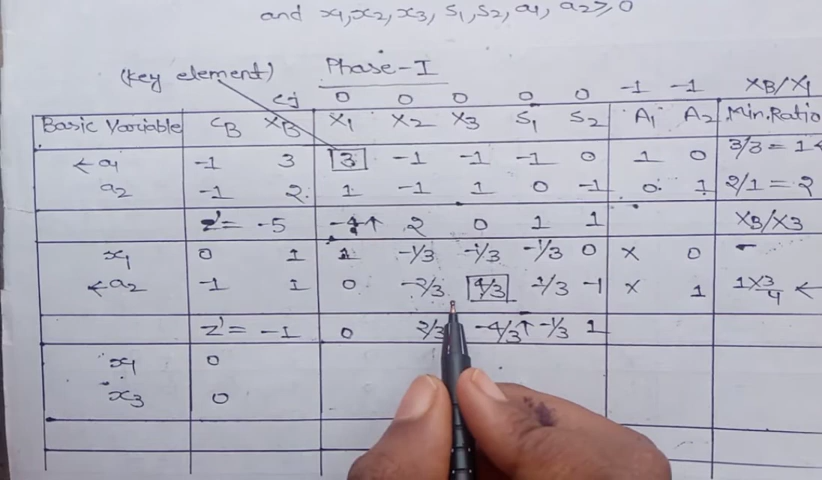 and x1, x2, x3, S1, S2, a1, a2 ≥ 0
(key element) Phase-I
Cj 0 0 0 0 0 -1 -1 XB/X1
Basic Variable CB XB X1 X2 X3 S1 S2 A1 A2 Min. Ratio
← a1 -1 3 3 -1 -1 -1 0 1 0 3/3 = 1 ←
a2 -1 2 1 -1 1 0 -1 0 1 2/1 = 2
Z' = -5 -4↑ 2 0 1 1 XB/X3
x1 0 1 1 -1/3 -1/3 -1/3 0 × 0 -
← a2 -1 1 0 -2/3 4/3 1/3 -1 × 1 1×3/4 ←
Z' = -1 0 2/3 -4/3↑ -1/3 1
x1 0
x3 0